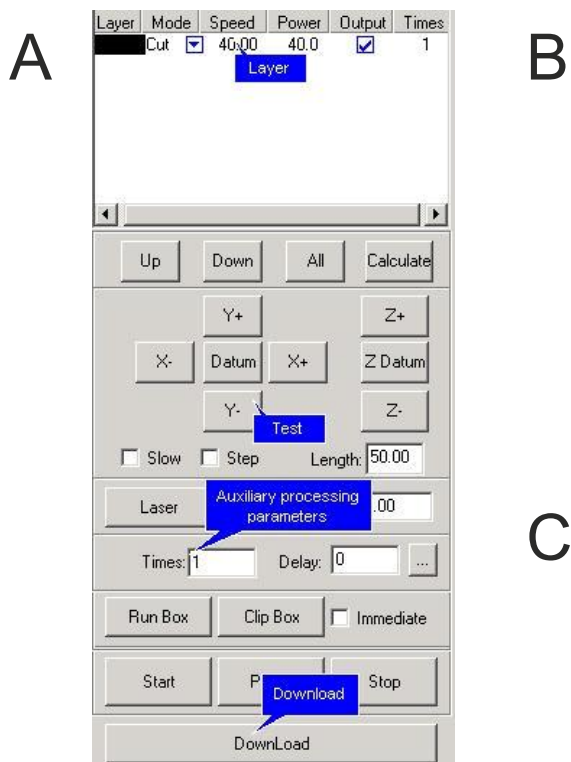 A
B
C
Layer Mode Speed Power Output Times
Cut 40.00 40.0 1
Layer
Up Down All Calculate
Y+ Z+
X- Datum X+ Z Datum
Y- Z-
Test
Slow Step Length: 50.00
Laser .00
Auxiliary processing
parameters
Times: 1 Delay: 0 ...
Run Box Clip Box Immediate
Start P Stop
Download
DownLoad